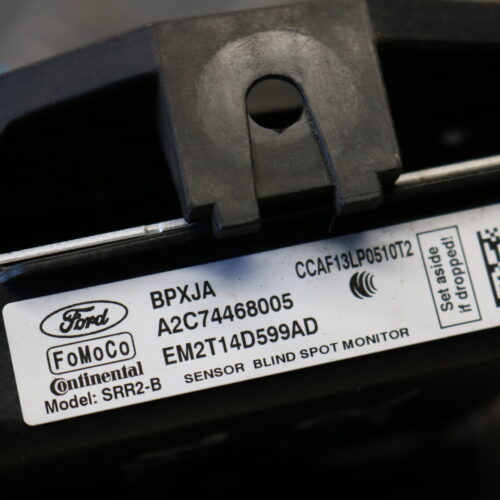 Ford
FoMoCo
Continental
Model: SRR2-B
BPXJA
A2C74468005
EM2T14D599AD
SENSOR BLIND SPOT MONITOR
CCAF13LP0510T2
Set aside
if dropped!